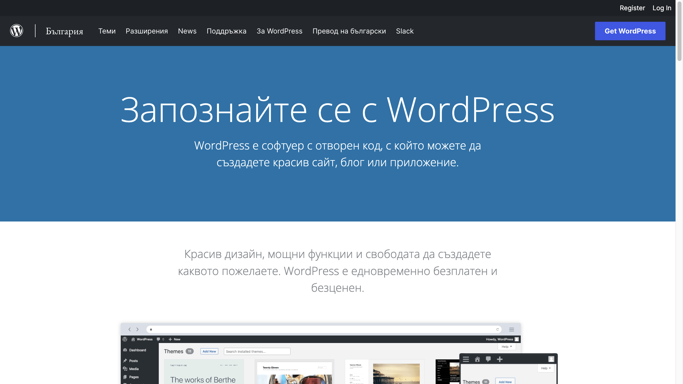 Register Log In
България Теми Разширения News Поддръжка За WordPress Превод на български Slack Get WordPress
Запознайте се с WordPress
WordPress е софтуер с отворен код, с който можете да
създадете красив сайт, блог или приложение.
Красив дизайн, мощни функции и свободата да създадете
каквото пожелаете. WordPress е едновременно безплатен и
безценен.
WordPress New Howdy, WordPress
Dashboard Themes Add New Search installed themes... Help
Posts
Media
Pages
The works of Berthe
Themes Add New Help